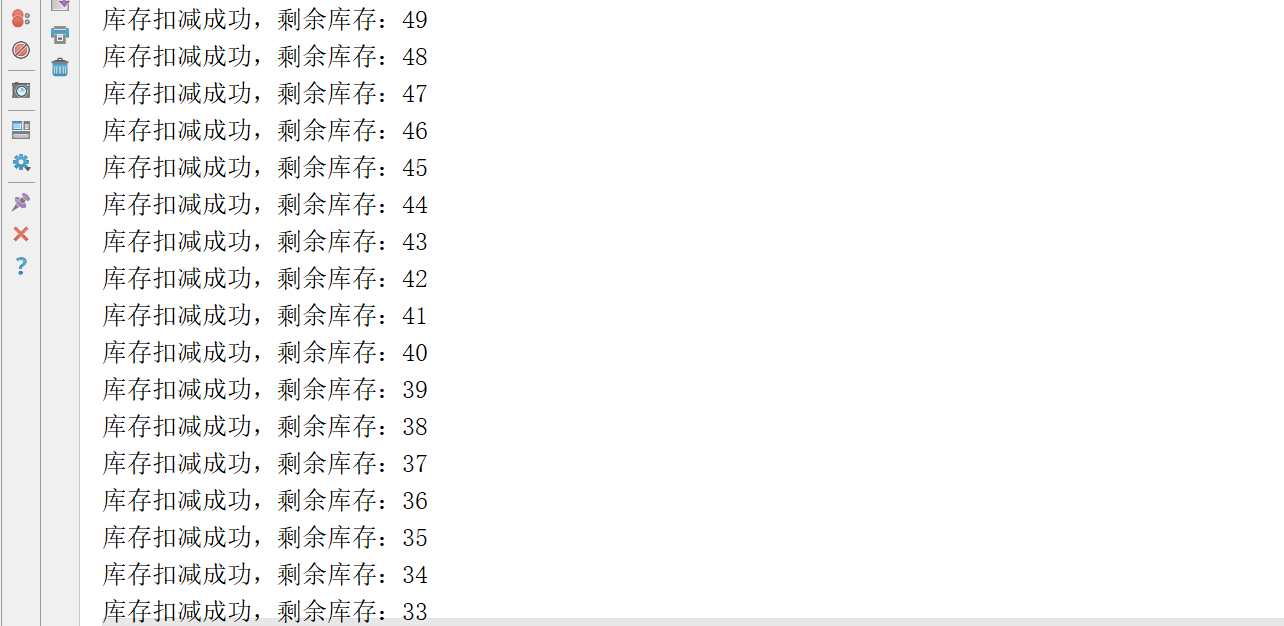 库存扣减成功，剩余库存：49
库存扣减成功，剩余库存：48
库存扣减成功，剩余库存：47
库存扣减成功，剩余库存：46
库存扣减成功，剩余库存：45
库存扣减成功，剩余库存：44
库存扣减成功，剩余库存：43
库存扣减成功，剩余库存：42
库存扣减成功，剩余库存：41
库存扣减成功，剩余库存：40
库存扣减成功，剩余库存：39
库存扣减成功，剩余库存：38
库存扣减成功，剩余库存：37
库存扣减成功，剩余库存：36
库存扣减成功，剩余库存：35
库存扣减成功，剩余库存：34
库存扣减成功，剩余库存：33